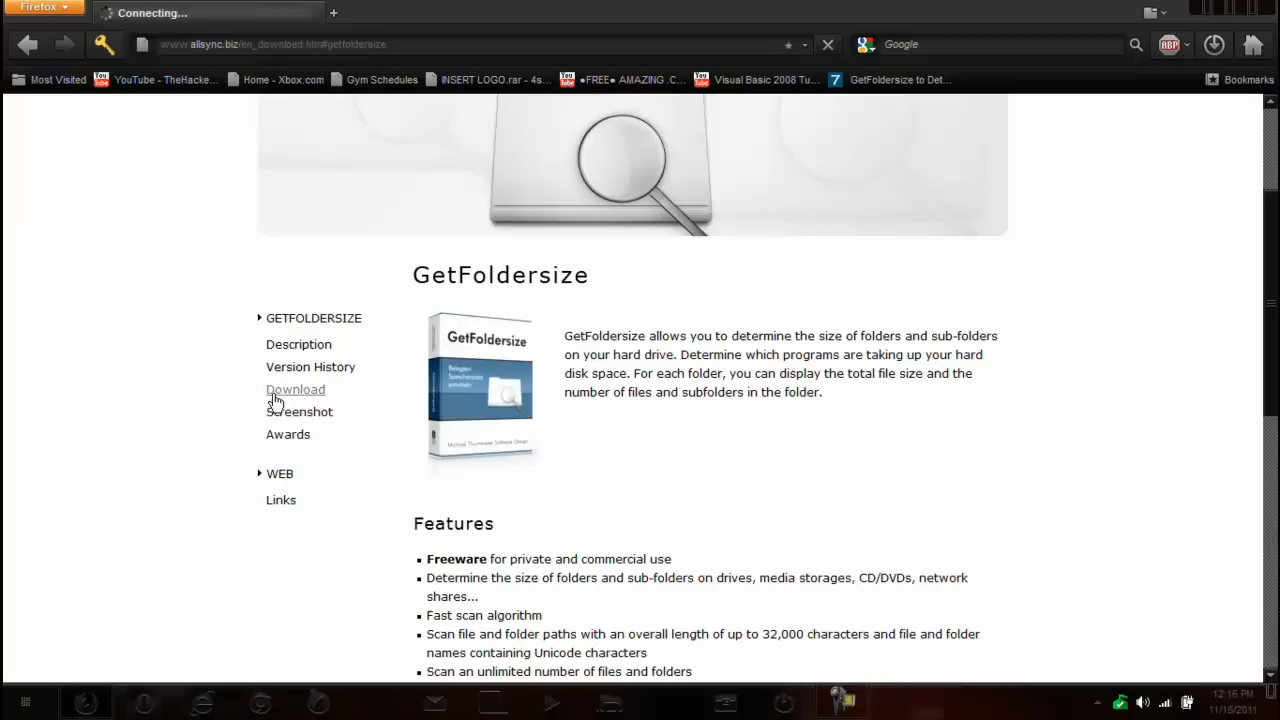 Firefox
Connecting...
www.allsync.biz/en_download.htm#getfoldersize
Google
ABP
Most Visited
YouTube - TheHacke...
Home - Xbox.com
Gym Schedules
INSERT LOGO.rar - 4s...
•FREE• AMAZING .C...
Visual Basic 2008 Tu...
7 GetFoldersize to Det...
Bookmarks
GetFoldersize
GETFOLDERSIZE
Description
Version History
Download
Screenshot
Awards
WEB
Links
GetFoldersize
Belegten
Speicherplatz
ermitteln
Michael Thummerer Software Design
GetFoldersize allows you to determine the size of folders and sub-folders
on your hard drive. Determine which programs are taking up your hard
disk space. For each folder, you can display the total file size and the
number of files and subfolders in the folder.
Features
Freeware for private and commercial use
Determine the size of folders and sub-folders on drives, media storages, CD/DVDs, network
shares...
Fast scan algorithm
Scan file and folder paths with an overall length of up to 32,000 characters and file and folder
names containing Unicode characters
Scan an unlimited number of files and folders
12:16 PM
11/18/2011